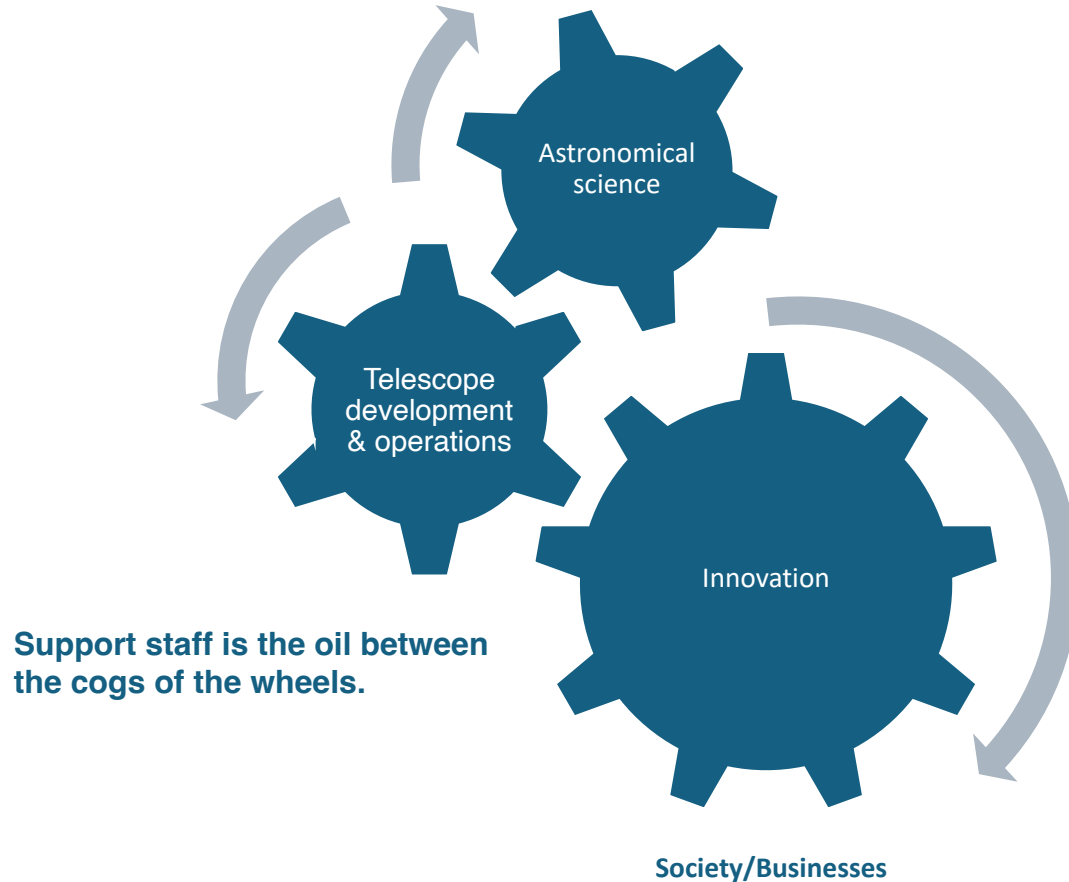 Astronomical
science
Telescope
development
& operations
Innovation
Support staff is the oil between
the cogs of the wheels.
Society/Businesses